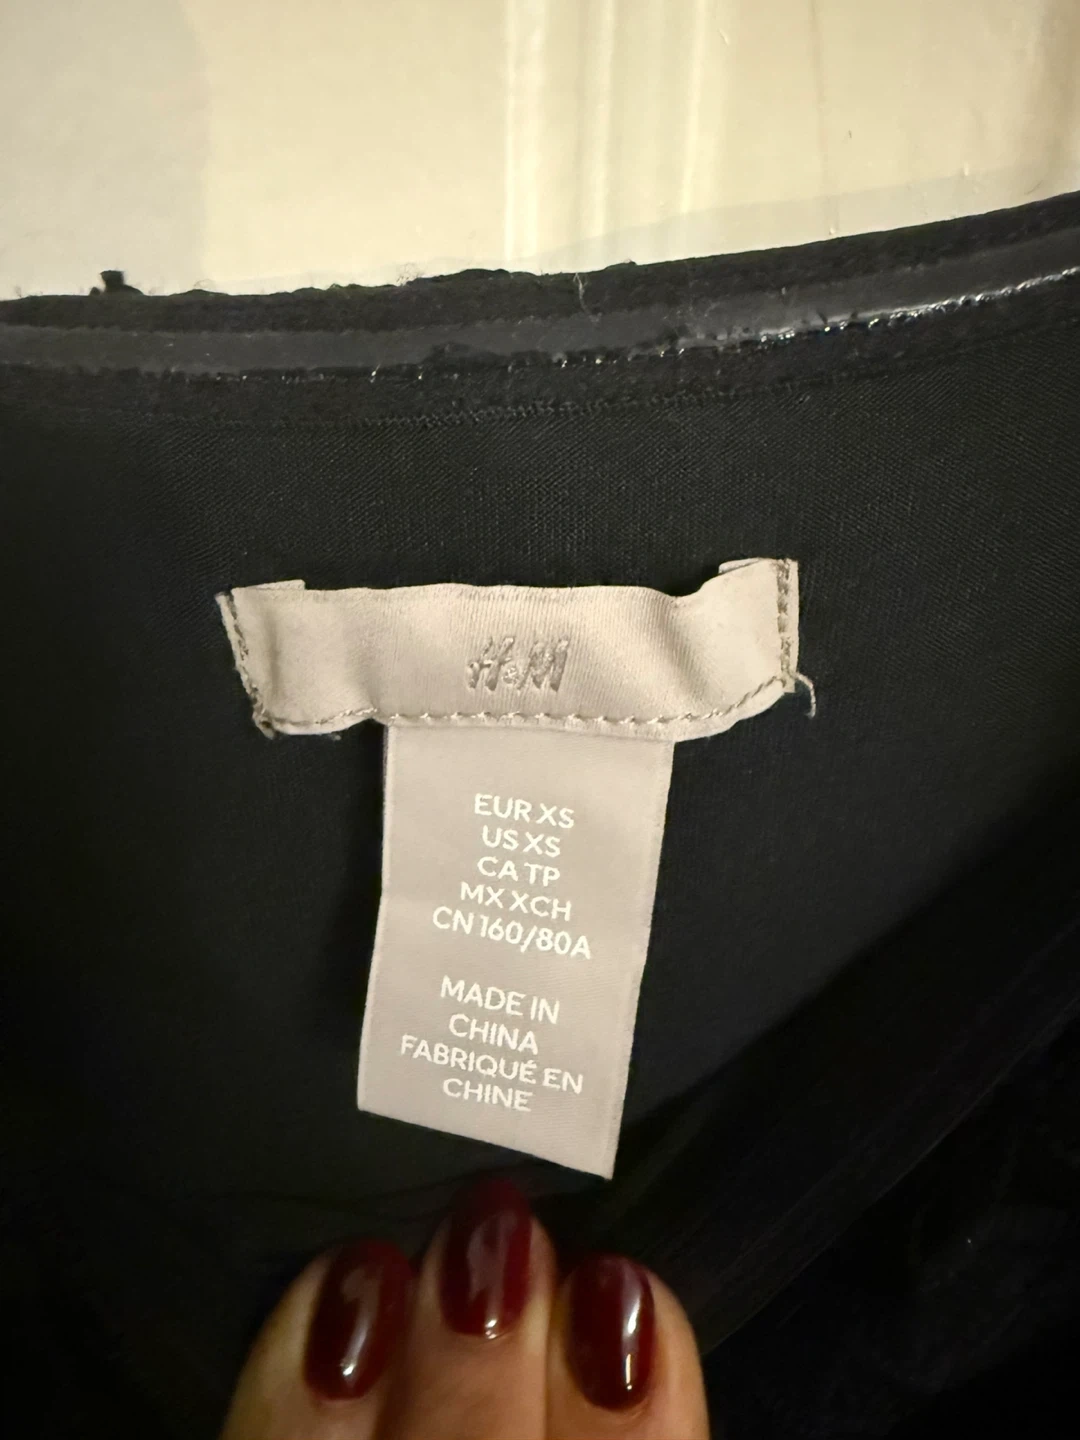 H&M
EUR XS
US XS
CA TP
MX XCH
CN 160/80A
MADE IN
CHINA
FABRIQUÉ EN
CHINE